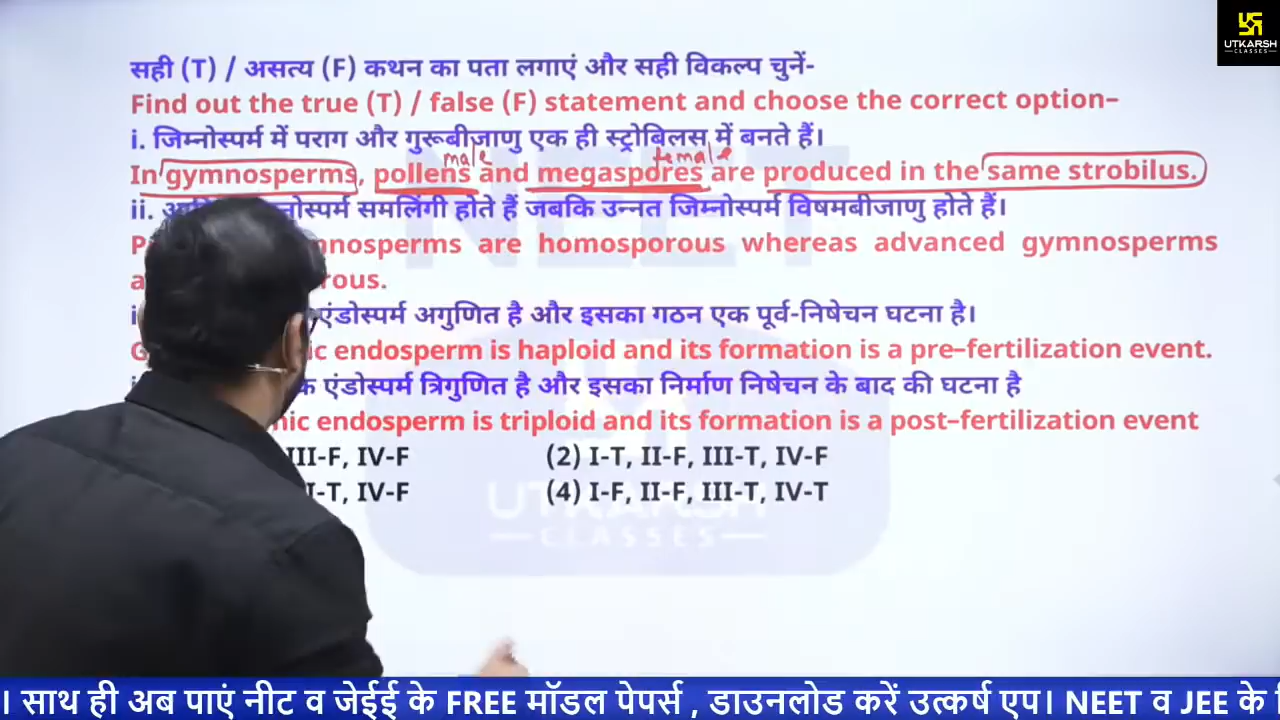 UTKARSH
CLASSES
सही (T) / असत्य (F) कथन का पता लगाएं और सही विकल्प चुनें-
Find out the true (T) / false (F) statement and choose the correct option–
i. जिम्नोस्पर्म में पराग और गुरूबीजाणु एक ही स्ट्रोबिलस में बनते हैं।
male female
In gymnosperms, pollens and megaspores are produced in the same strobilus.
ii. समलिंगी होते हैं जबकि उन्नत जिम्नोस्पर्म विषमबीजाणु होते हैं।
are homosporous whereas advanced gymnosperms
एंडोस्पर्म अगुणित है और इसका गठन एक पूर्व-निषेचन घटना है।
endosperm is haploid and its formation is a pre–fertilization event.
एंडोस्पर्म त्रिगुणित है और इसका निर्माण निषेचन के बाद की घटना है
endosperm is triploid and its formation is a post–fertilization event
III-F, IV-F (2) I-T, II-F, III-T, IV-F
IV-F (4) I-F, II-F, III-T, IV-T
NEET
UTKARSH
CLASSES
। साथ ही अब पाएं नीट व जेईई के FREE मॉडल पेपर्स , डाउनलोड करें उत्कर्ष एप। NEET व JEE के